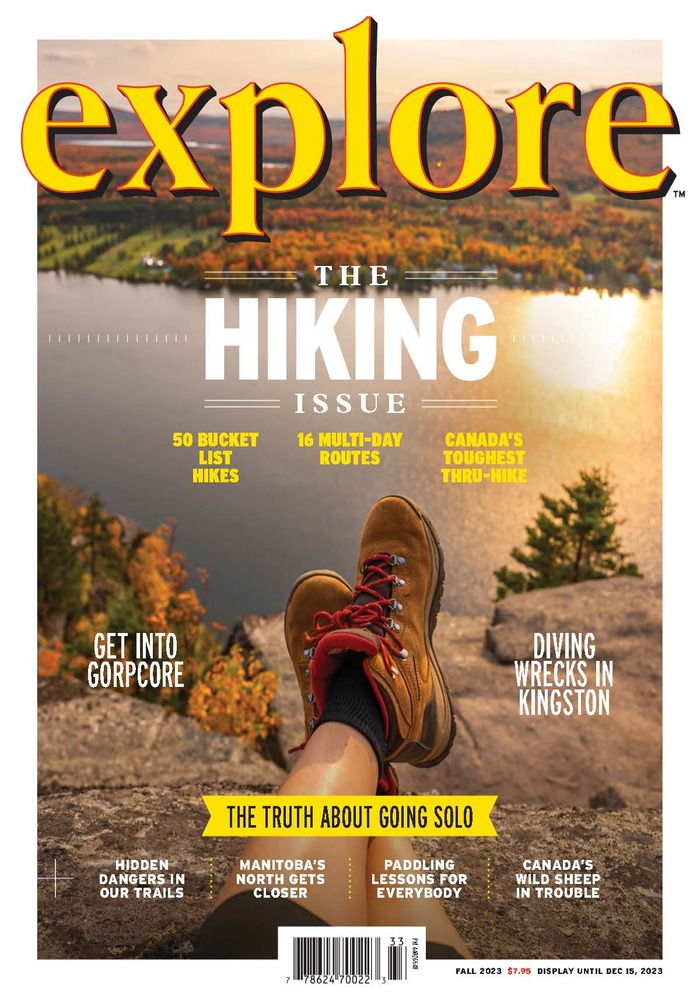 explore
TM
THE
HIKING
ISSUE
50 BUCKET
LIST
HIKES
16 MULTI-DAY
ROUTES
CANADA'S
TOUGHEST
THRU-HIKE
GET INTO
GORPCORE
DIVING
WRECKS IN
KINGSTON
THE TRUTH ABOUT GOING SOLO
HIDDEN
DANGERS IN
OUR TRAILS
MANITOBA'S
NORTH GETS
CLOSER
PADDLING
LESSONS FOR
EVERYBODY
CANADA'S
WILD SHEEP
IN TROUBLE
33
7 78624 70022 3
FALL 2023 $7.95 DISPLAY UNTIL DEC 15, 2023